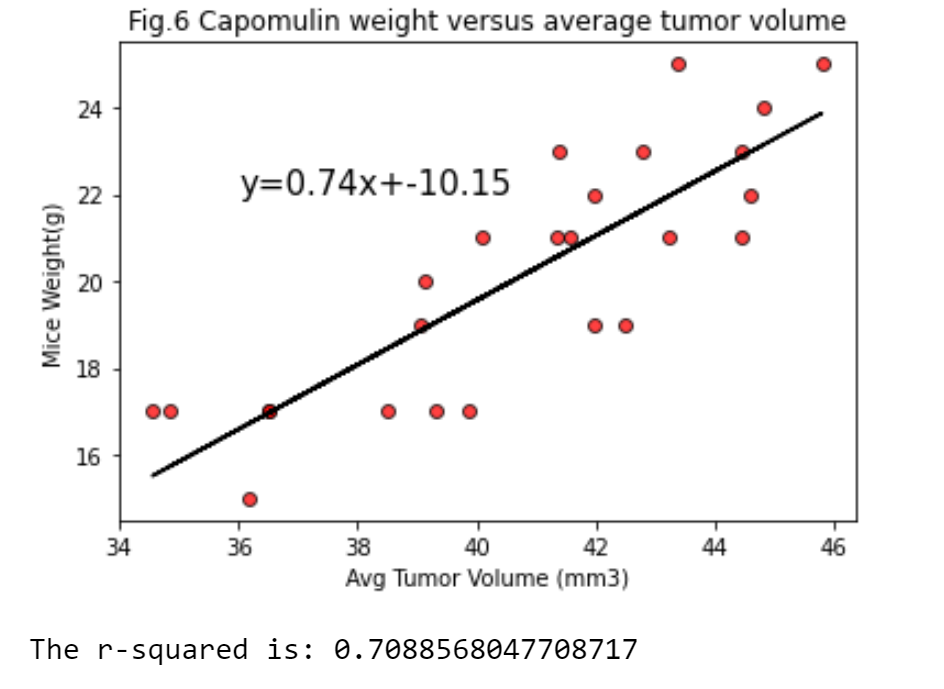 Fig.6 Capomulin weight versus average tumor volume
y=0.74x+-10.15
Mice Weight(g)
24
22
20
18
16
34 36 38 40 42 44 46
Avg Tumor Volume (mm3)
The r-squared is: 0.7088568047708717